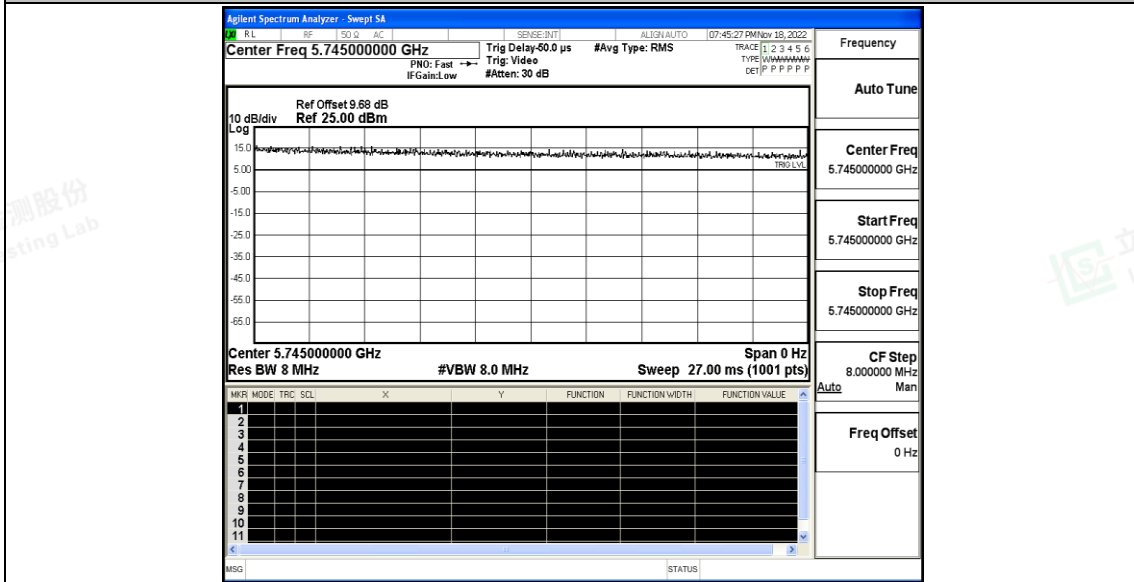 Agilent Spectrum Analyzer - Swept SA
RL RF 50 Ω AC SENSE:INT ALIGNAUTO 07:45:27 PM Nov 18, 2022
Center Freq 5.745000000 GHz
PNO: Fast
IFGain:Low
Trig Delay-50.0 µs
Trig: Video
#Atten: 30 dB
#Avg Type: RMS
TRACE 1 2 3 4 5 6
TYPE WWWWWW
DET P P P P P P
Ref Offset 9.68 dB
10 dB/div Ref 25.00 dBm
Log
15.0
5.00
TRIG LVL
-5.00
-15.0
-25.0
-35.0
-45.0
-55.0
-65.0
Center 5.745000000 GHz Span 0 Hz
Res BW 8 MHz #VBW 8.0 MHz Sweep 27.00 ms (1001 pts)
MKR MODE TRC SCL X Y FUNCTION FUNCTION WIDTH FUNCTION VALUE
1
2
3
4
5
6
7
8
9
10
11
MSG STATUS
Frequency
Auto Tune
Center Freq
5.745000000 GHz
Start Freq
5.745000000 GHz
Stop Freq
5.745000000 GHz
CF Step
8.000000 MHz
Auto Man
Freq Offset
0 Hz
测股份
sting Lab
立